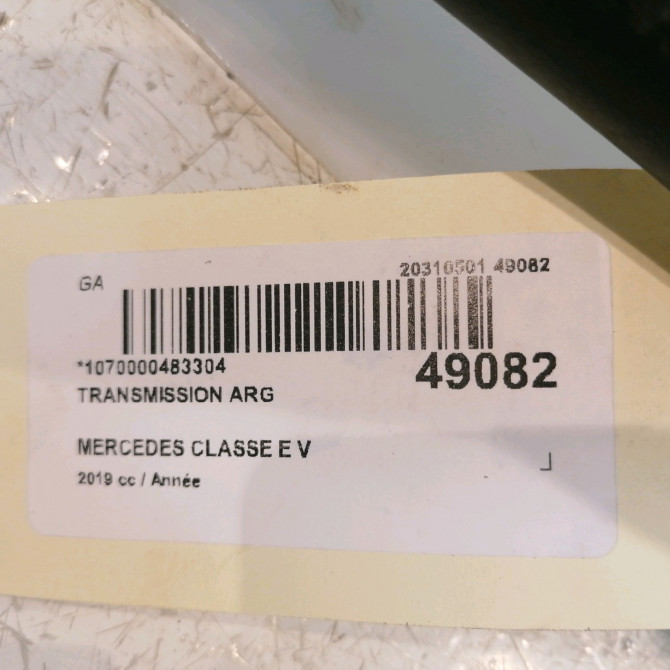 GA
20310501 49082
*1070000483304
49082
TRANSMISSION ARG
MERCEDES CLASSE E V
2019 cc / Année